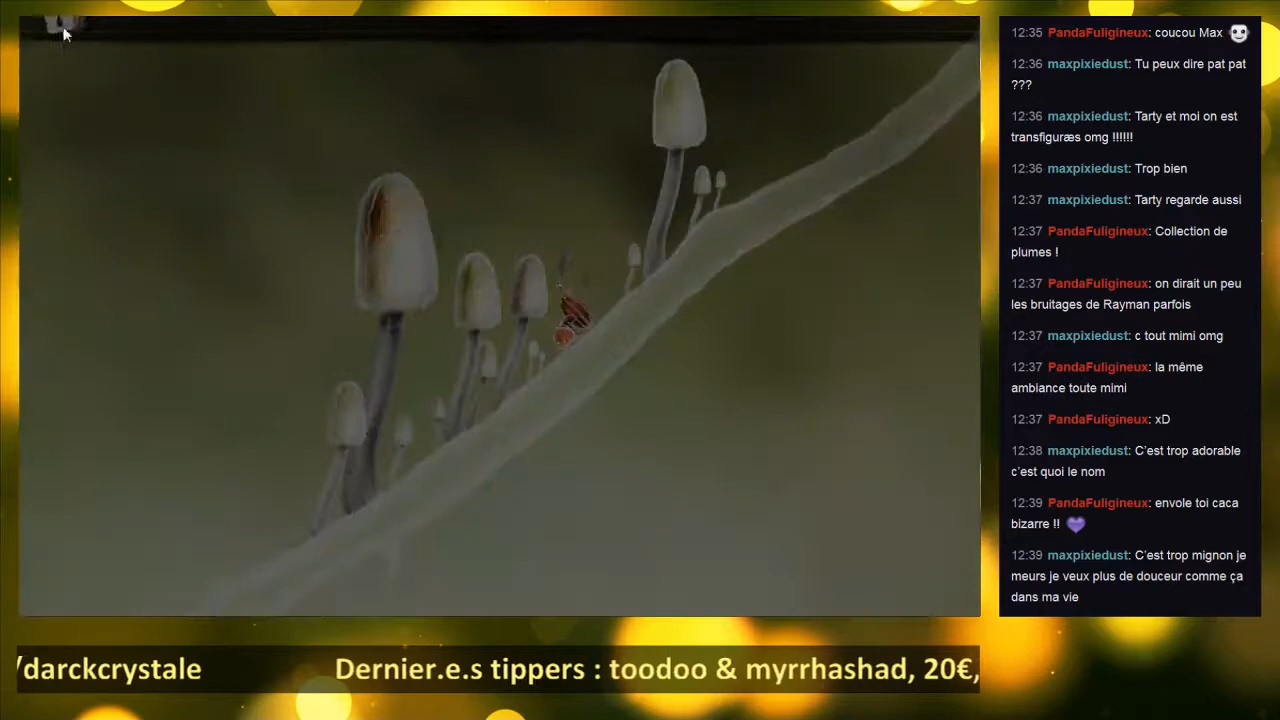 12:35 PandaFuligineux: coucou Max
12:36 maxpixiedust: Tu peux dire pat pat
???
12:36 maxpixiedust: Tarty et moi on est
transfiguræs omg !!!!!!
12:36 maxpixiedust: Trop bien
12:37 maxpixiedust: Tarty regarde aussi
12:37 PandaFuligineux: Collection de
plumes !
12:37 PandaFuligineux: on dirait un peu
les bruitages de Rayman parfois
12:37 maxpixiedust: c tout mimi omg
12:37 PandaFuligineux: la même
ambiance toute mimi
12:37 PandaFuligineux: xD
12:38 maxpixiedust: C'est trop adorable
c'est quoi le nom
12:39 PandaFuligineux: envole toi caca
bizarre !!
12:39 maxpixiedust: C'est trop mignon je
meurs je veux plus de douceur comme ça
dans ma vie
/darckcrystale Dernier.e.s tippers : toodoo & myrrhashad, 20€,